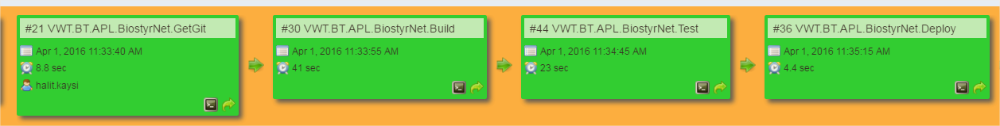 #21 VWT.BT.APL.BiostyrNet.GetGit
Apr 1, 2016 11:33:40 AM
8.8 sec
halit.kaysi
#30 VWT.BT.APL.BiostyrNet.Build
Apr 1, 2016 11:33:55 AM
41 sec
#44 VWT.BT.APL.BiostyrNet.Test
Apr 1, 2016 11:34:45 AM
23 sec
#36 VWT.BT.APL.BiostyrNet.Deploy
Apr 1, 2016 11:35:15 AM
4.4 sec